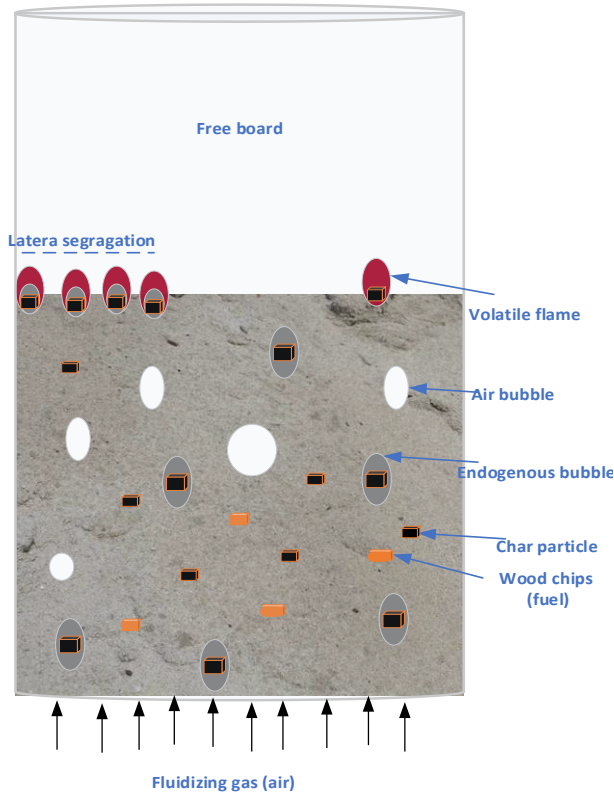 Free board
Latera segragation
Volatile flame
Air bubble
Endogenous bubble
Char particle
Wood chips
(fuel)
Fluidizing gas (air)